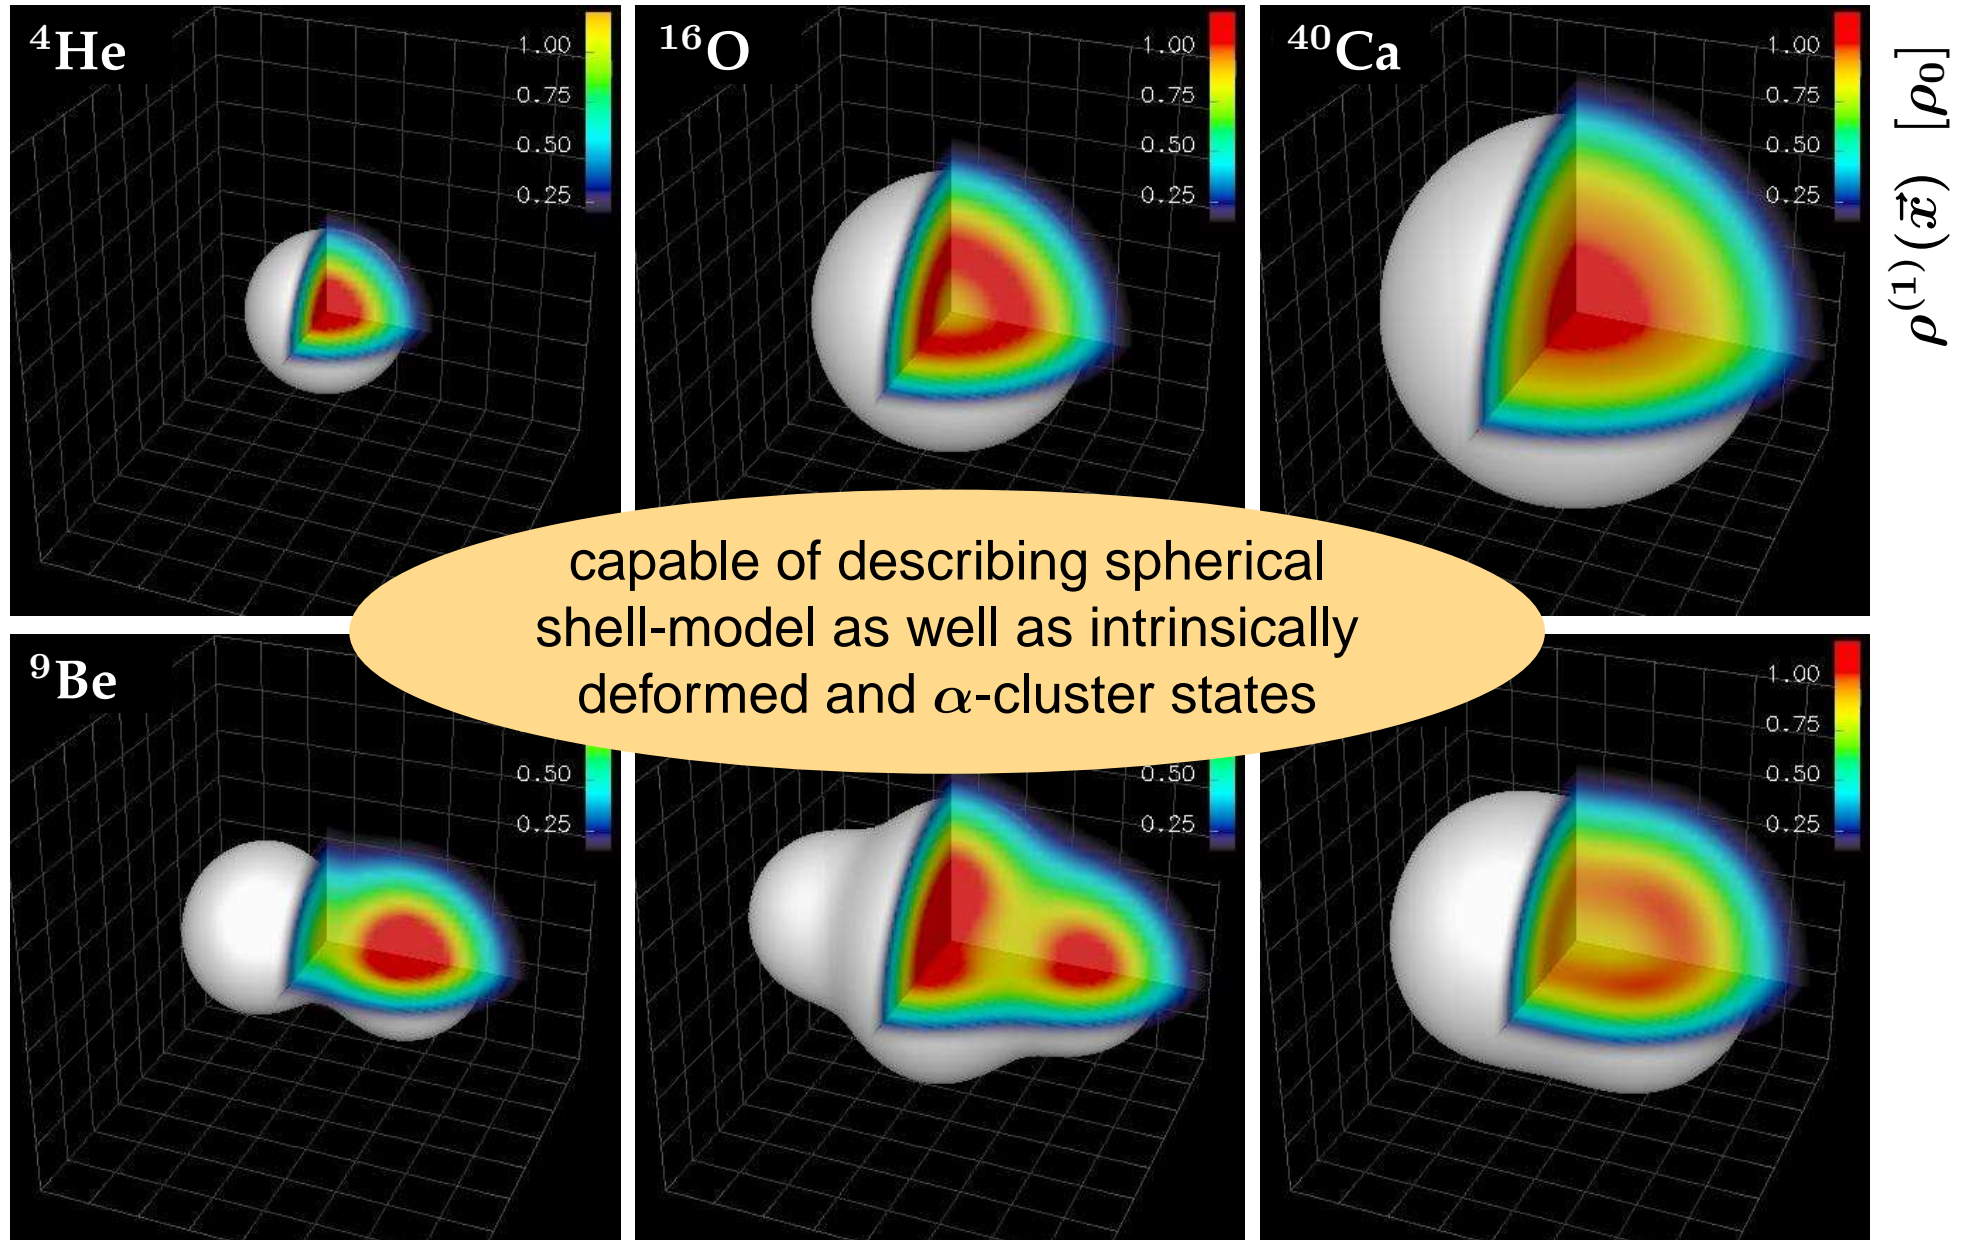 ⁴He
1.00
0.75
0.50
0.25
¹⁶O
1.00
0.75
0.50
0.25
⁴⁰Ca
1.00
0.75
0.50
0.25
ρ⁽¹⁾(x⃗) [ρ₀]
capable of describing spherical
shell-model as well as intrinsically
deformed and α-cluster states
⁹Be
0.50
0.25
0.50
0.25
1.00
0.75
0.50
0.25